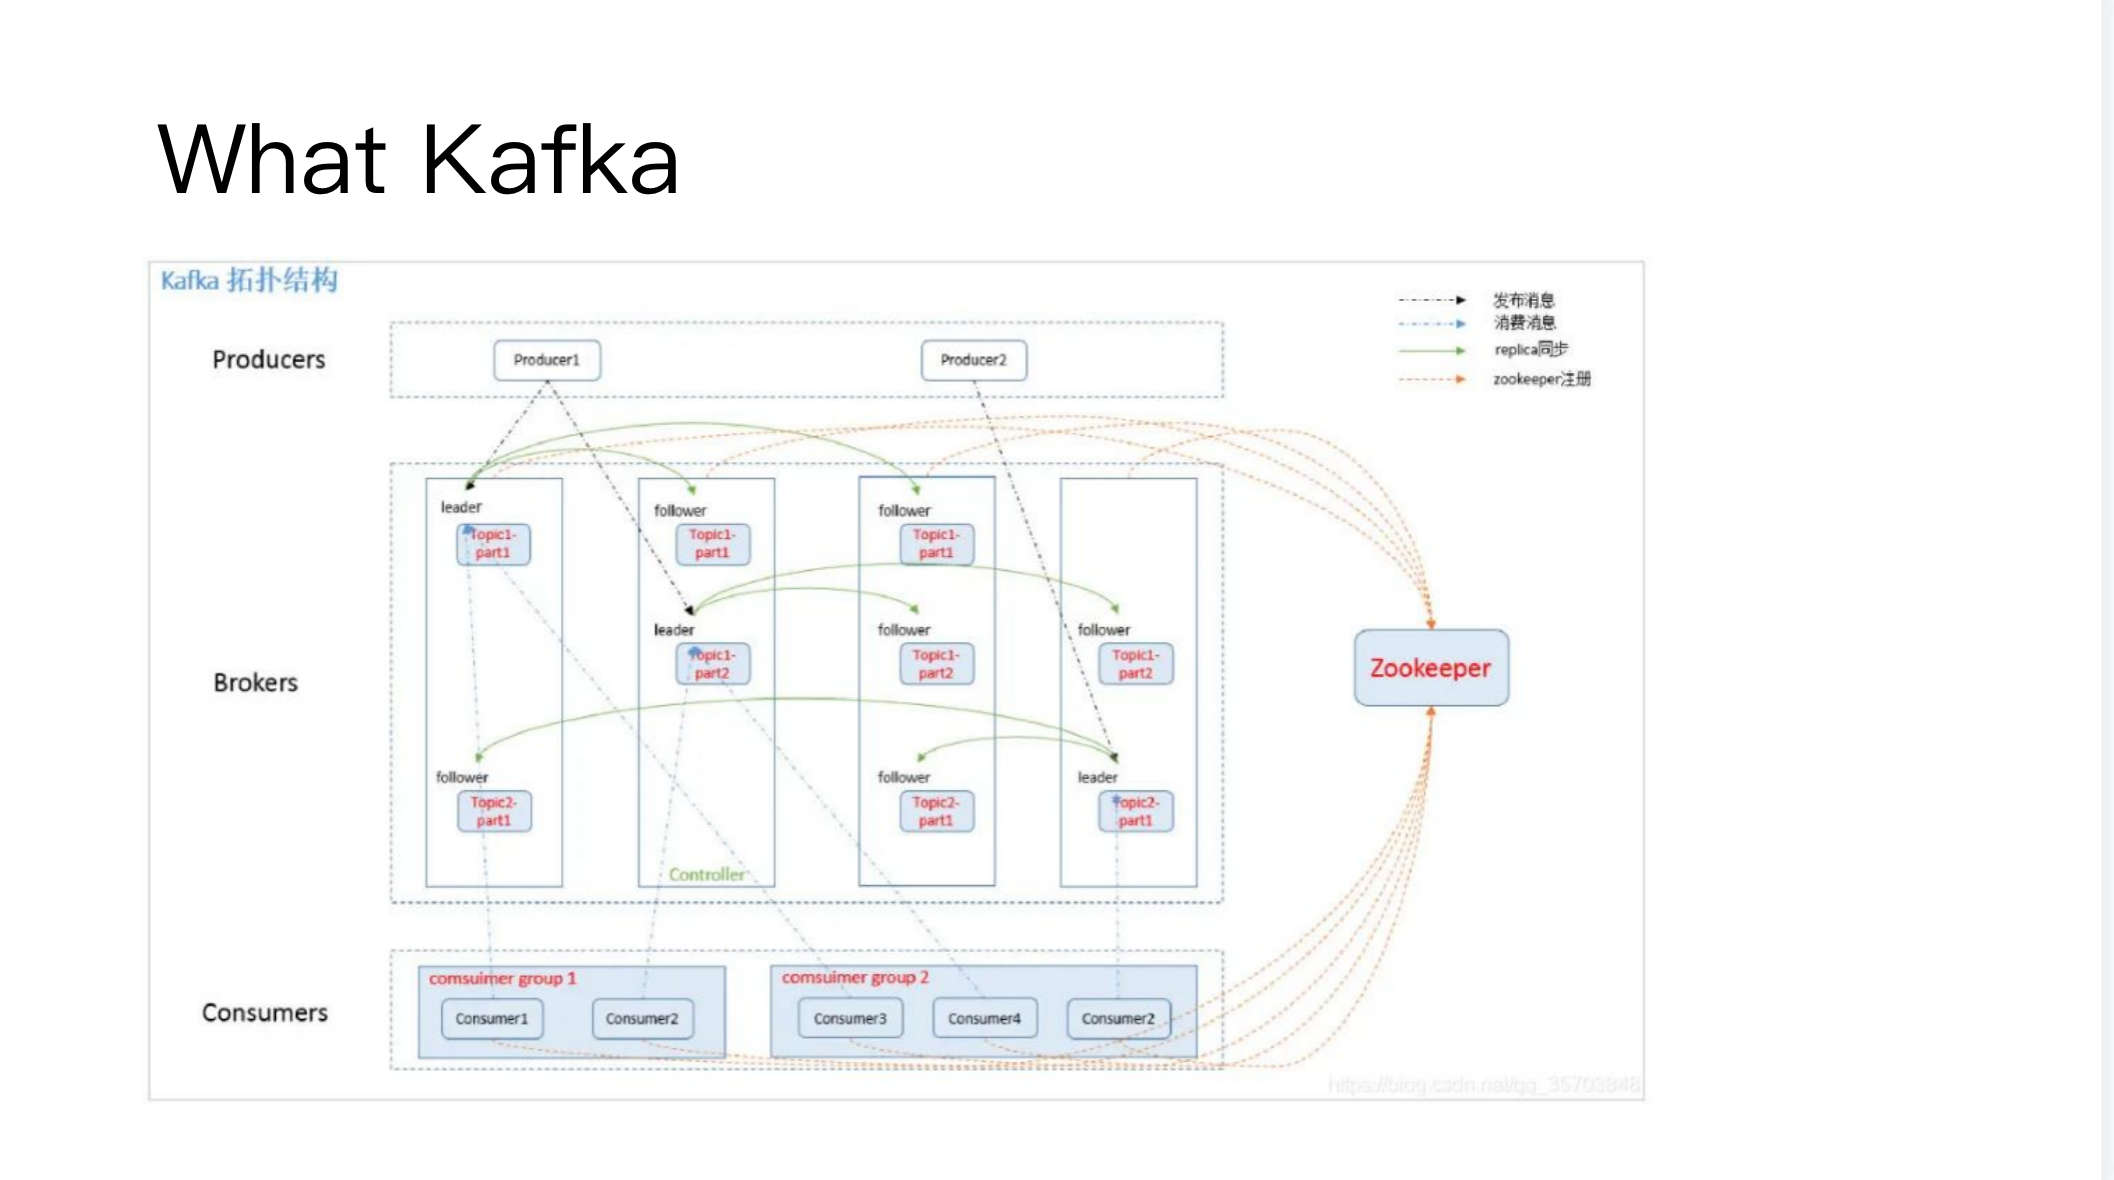 What Kafka
Kafka 拓扑结构
发布消息
消费消息
replica同步
zookeeper注册
Producers
Producer1
Producer2
Brokers
leader
Topic1-
part1
follower
Topic1-
part1
follower
Topic1-
part1
leader
Topic1-
part2
follower
Topic1-
part2
follower
Topic1-
part2
follower
Topic2-
part1
follower
Topic2-
part1
leader
Topic2-
part1
Controller
Zookeeper
Consumers
comsuimer group 1
Consumer1
Consumer2
comsuimer group 2
Consumer3
Consumer4
Consumer2
https://blog.csdn.net/qq_35703848